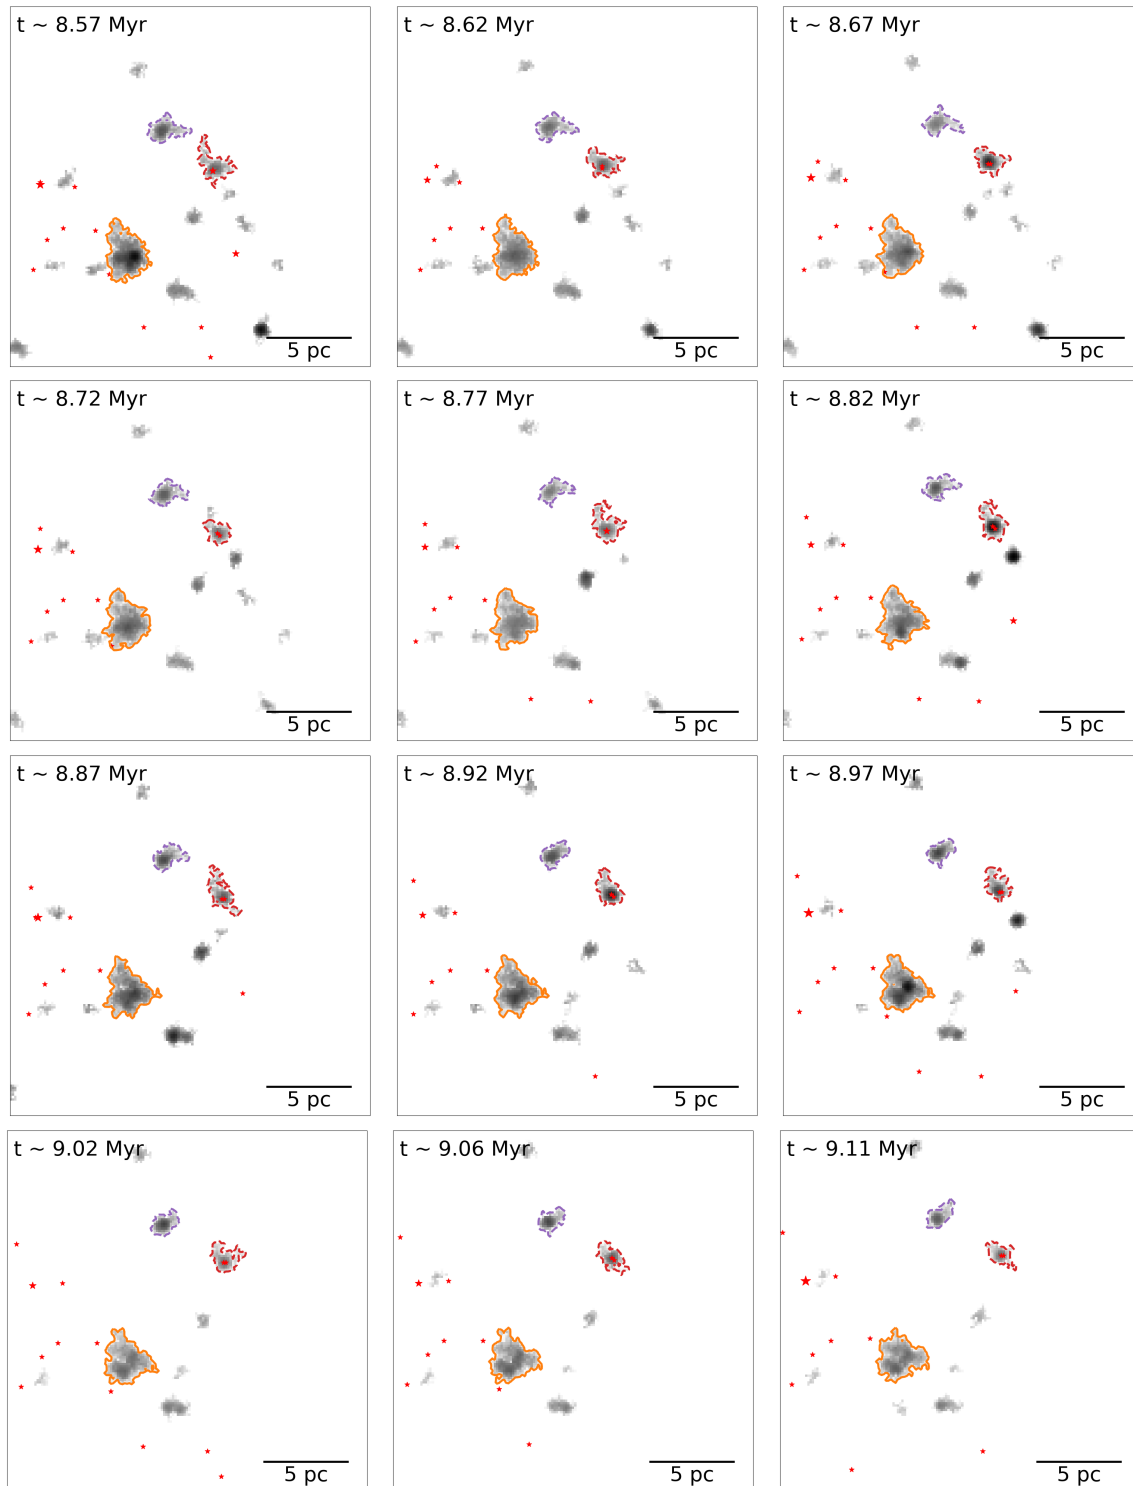 t ~ 8.57 Myr
5 pc
t ~ 8.62 Myr
5 pc
t ~ 8.67 Myr
5 pc
t ~ 8.72 Myr
5 pc
t ~ 8.77 Myr
5 pc
t ~ 8.82 Myr
5 pc
t ~ 8.87 Myr
5 pc
t ~ 8.92 Myr
5 pc
t ~ 8.97 Myr
5 pc
t ~ 9.02 Myr
5 pc
t ~ 9.06 Myr
5 pc
t ~ 9.11 Myr
5 pc